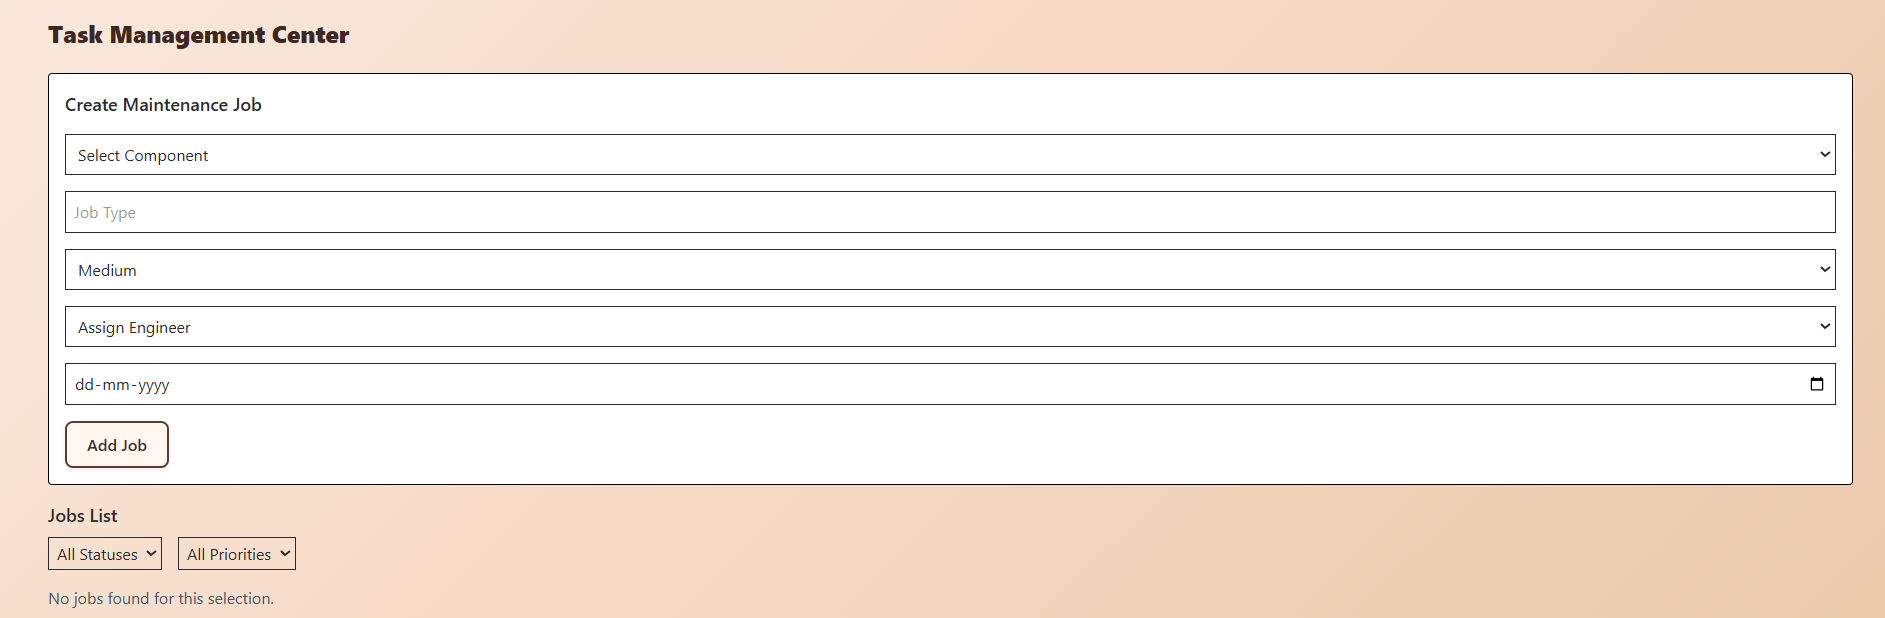 Task Management Center
Create Maintenance Job
Select Component
Job Type
Medium
Assign Engineer
dd-mm-yyyy
Add Job
Jobs List
All Statuses All Priorities
No jobs found for this selection.